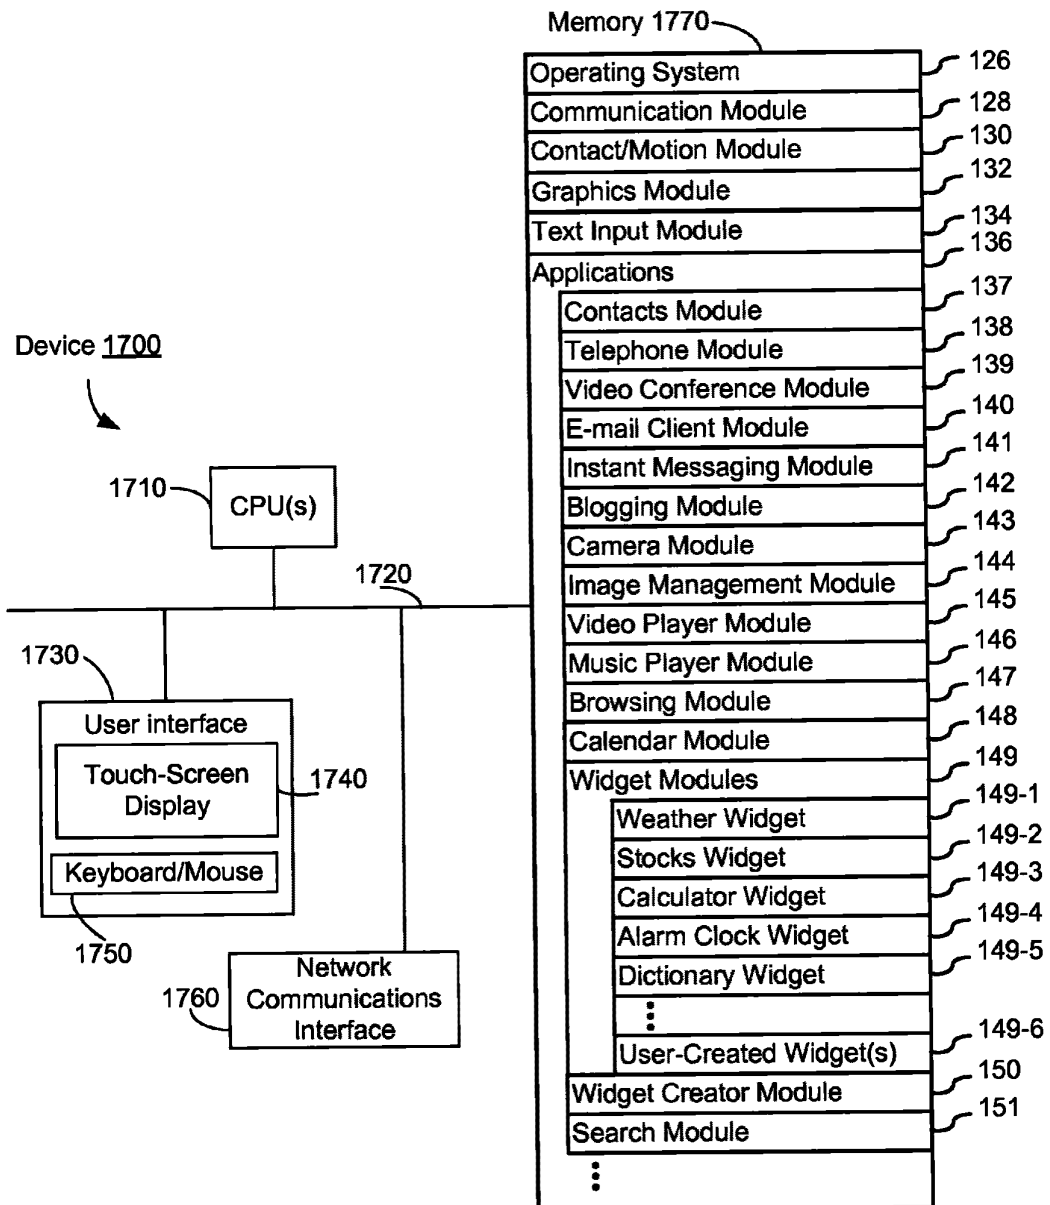 Memory 1770
Operating System 126
Communication Module 128
Contact/Motion Module 130
Graphics Module 132
Text Input Module 134
Applications 136
Contacts Module 137
Telephone Module 138
Video Conference Module 139
E-mail Client Module 140
Instant Messaging Module 141
Blogging Module 142
Camera Module 143
Image Management Module 144
Video Player Module 145
Music Player Module 146
Browsing Module 147
Calendar Module 148
Widget Modules 149
Weather Widget 149-1
Stocks Widget 149-2
Calculator Widget 149-3
Alarm Clock Widget 149-4
Dictionary Widget 149-5
User-Created Widget(s) 149-6
Widget Creator Module 150
Search Module 151
Device 1700
1710
CPU(s)
1720
1730
User interface
Touch-Screen
Display
1740
Keyboard/Mouse
1750
1760
Network
Communications
Interface